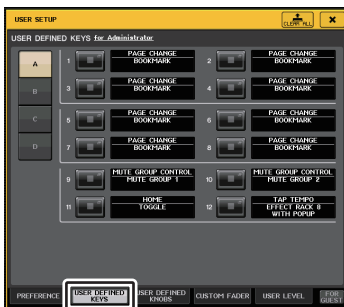 USER SETUP
CLEAR ALL
USER DEFINED KEYS for Administrator
A
B
C
D
1
PAGE CHANGE
BOOKMARK
2
PAGE CHANGE
BOOKMARK
3
PAGE CHANGE
BOOKMARK
4
PAGE CHANGE
BOOKMARK
5
PAGE CHANGE
BOOKMARK
6
PAGE CHANGE
BOOKMARK
7
PAGE CHANGE
BOOKMARK
8
PAGE CHANGE
BOOKMARK
9
MUTE GROUP CONTROL
MUTE GROUP 1
10
MUTE GROUP CONTROL
MUTE GROUP 2
11
HOME
TOGGLE
12
TAP TEMPO
EFFECT RACK 8
WITH POPUP
PREFERENCE
USER DEFINED
KEYS
USER DEFINED
KNOBS
CUSTOM FADER
USER LEVEL
FOR
GUEST